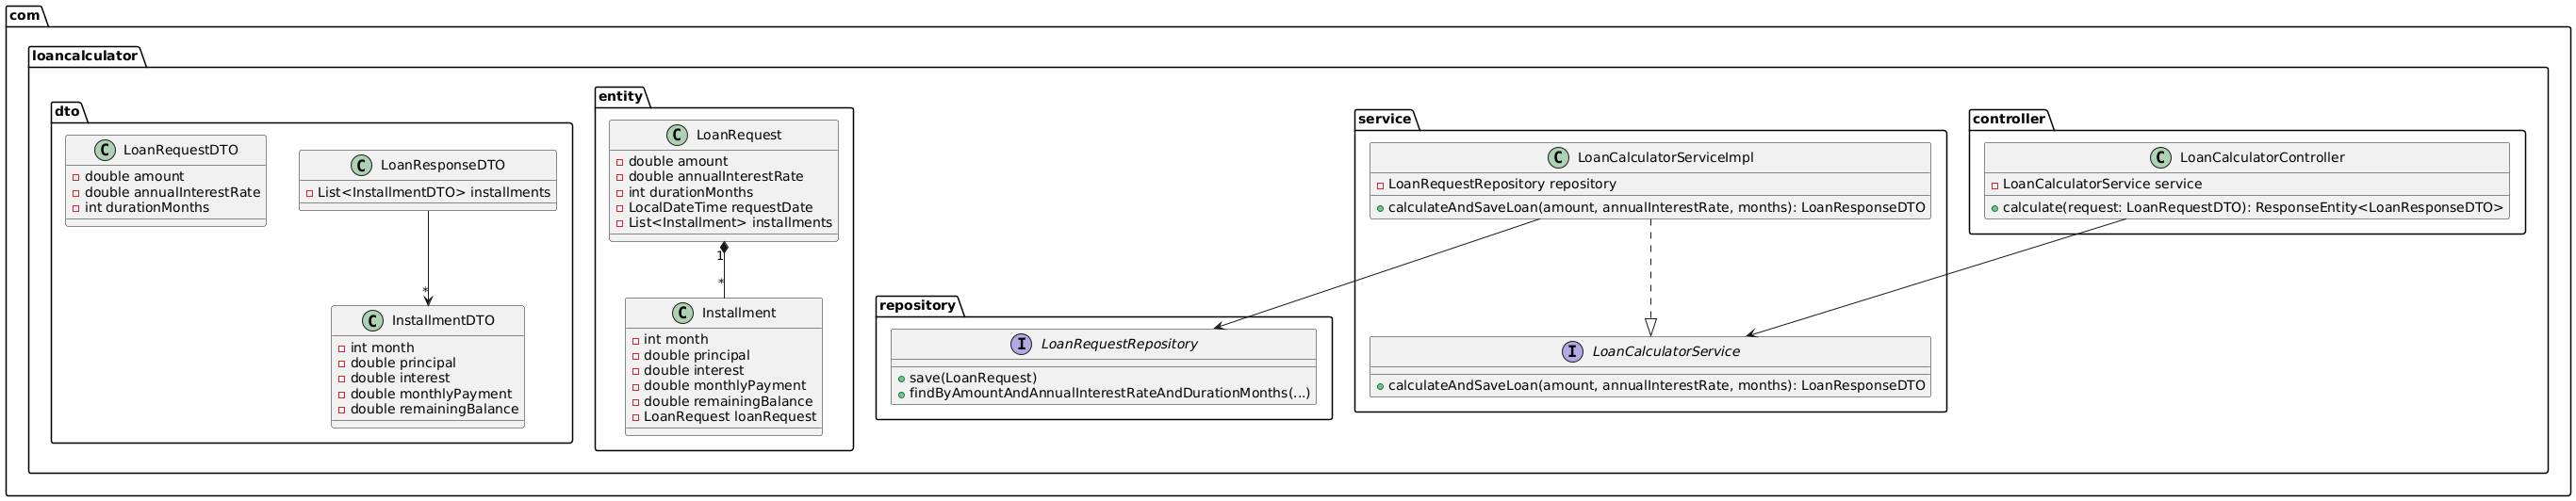 com
loancalculator
dto
C LoanRequestDTO
double amount
double annualInterestRate
int durationMonths
C LoanResponseDTO
List<InstallmentDTO> installments
*
C InstallmentDTO
int month
double principal
double interest
double monthlyPayment
double remainingBalance
entity
C LoanRequest
double amount
double annualInterestRate
int durationMonths
LocalDateTime requestDate
List<Installment> installments
1
*
C Installment
int month
double principal
double interest
double monthlyPayment
double remainingBalance
LoanRequest loanRequest
repository
I LoanRequestRepository
save(LoanRequest)
findByAmountAndAnnualInterestRateAndDurationMonths(...)
service
C LoanCalculatorServiceImpl
LoanRequestRepository repository
calculateAndSaveLoan(amount, annualInterestRate, months): LoanResponseDTO
I LoanCalculatorService
calculateAndSaveLoan(amount, annualInterestRate, months): LoanResponseDTO
controller
C LoanCalculatorController
LoanCalculatorService service
calculate(request: LoanRequestDTO): ResponseEntity<LoanResponseDTO>